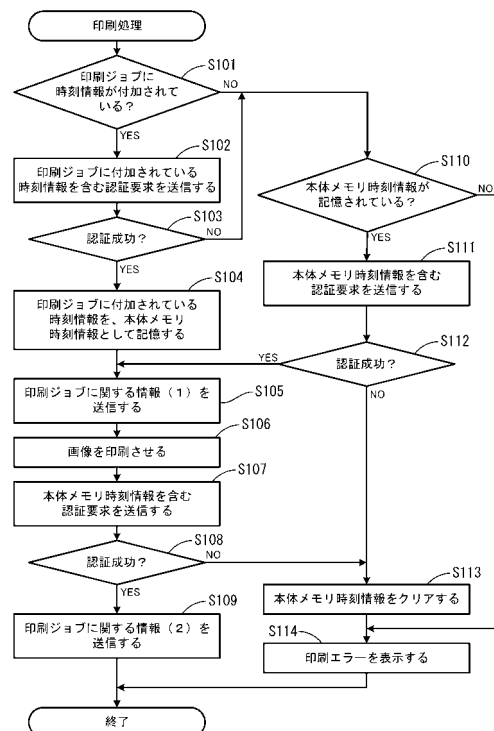 印刷処理
S101
印刷ジョブに
時刻情報が付加されて
いる？
NO
YES
S102
印刷ジョブに付加されている
時刻情報を含む認証要求を送信する
S103
認証成功？
NO
YES
S104
印刷ジョブに付加されている
時刻情報を、本体メモリ
時刻情報として記憶する
S110
本体メモリ時刻情報が
記憶されている？
NO
YES
S111
本体メモリ時刻情報を含む
認証要求を送信する
S112
認証成功？
YES
NO
S105
印刷ジョブに関する情報（１）を
送信する
S106
画像を印刷させる
S107
本体メモリ時刻情報を含む
認証要求を送信する
S108
認証成功？
NO
YES
S109
印刷ジョブに関する情報（２）を
送信する
S113
本体メモリ時刻情報をクリアする
S114
印刷エラーを表示する
終了